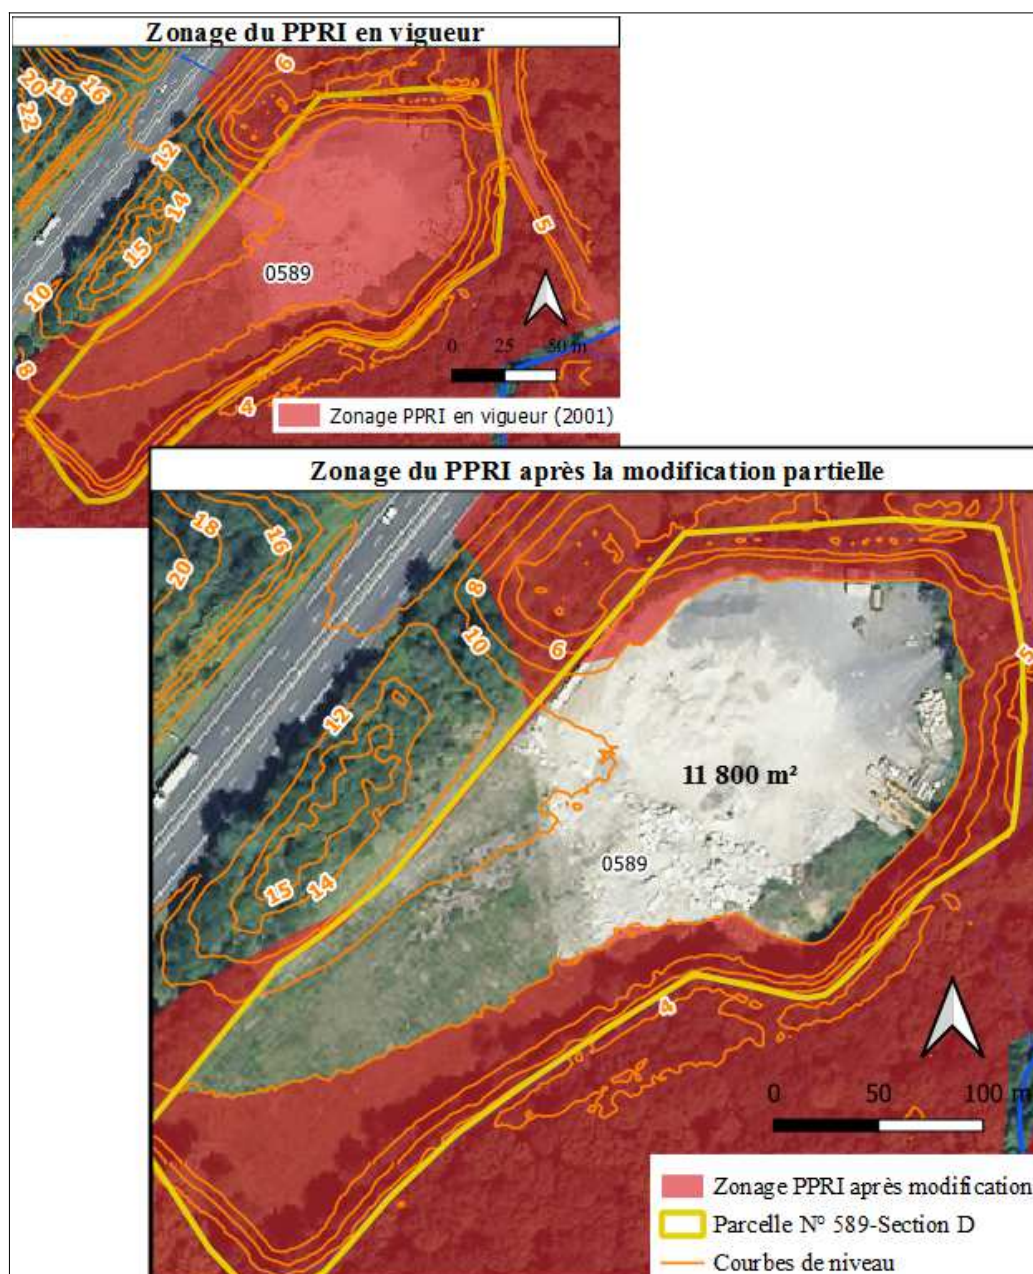 Zonage du PPRI en vigueur
6
20
18
16
22
12
14
15
5
0589
10
8
0 25 50 m
4
Zonage PPRI en vigueur (2001)
Zonage du PPRI après la modification partielle
18
16
20
8
10
6
5
12
11 800 m²
0589
15
14
4
0 50 100 m
Zonage PPRI après modification
Parcelle N° 589-Section D
Courbes de niveau